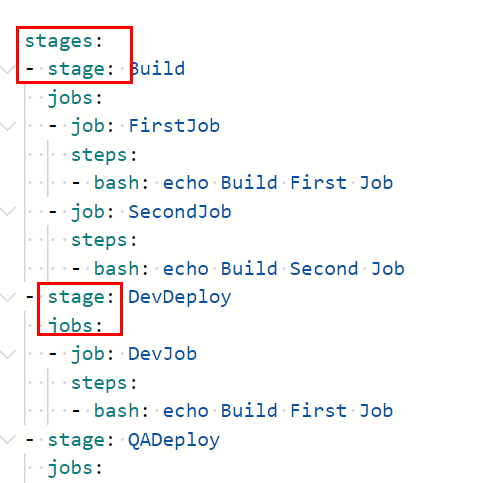 stages:
- stage: Build
  jobs:
  - job: FirstJob
    steps:
    - bash: echo Build First Job
  - job: SecondJob
    steps:
    - bash: echo Build Second Job
- stage: DevDeploy
  jobs:
  - job: DevJob
    steps:
    - bash: echo Build First Job
- stage: QADeploy
  jobs: